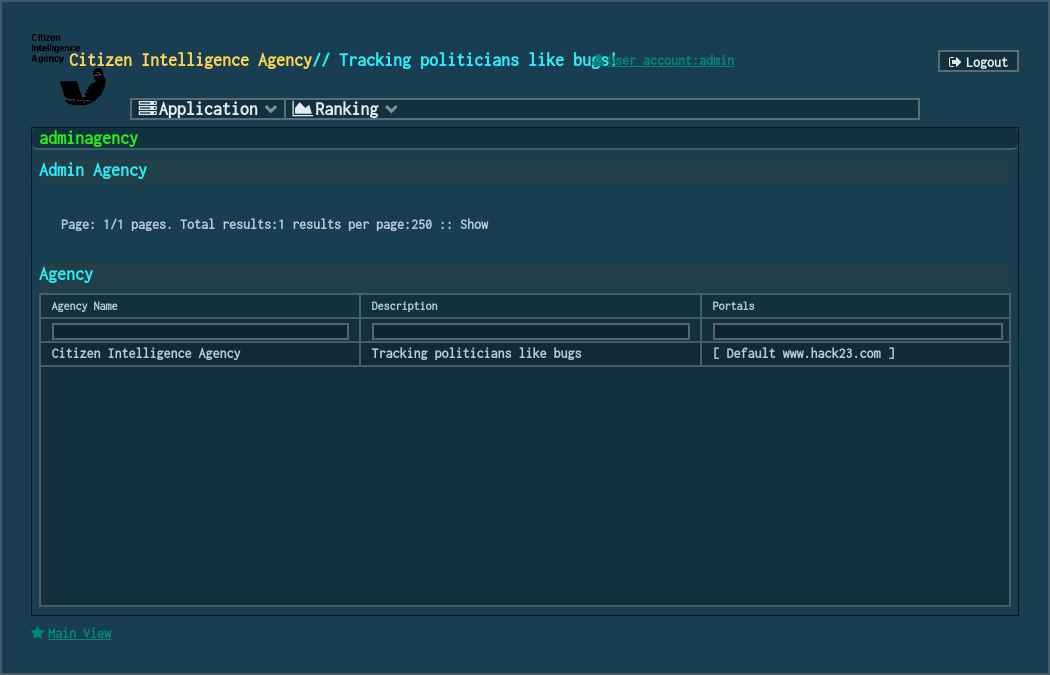 Citizen
Intelligence
Agency
Citizen Intelligence Agency// Tracking politicians like bugs!
User account:admin
Logout
Application
Ranking
adminagency
Admin Agency
Page: 1/1 pages. Total results:1 results per page:250 :: Show
Agency
Agency Name Description Portals
Citizen Intelligence Agency Tracking politicians like bugs [ Default www.hack23.com ]
Main View